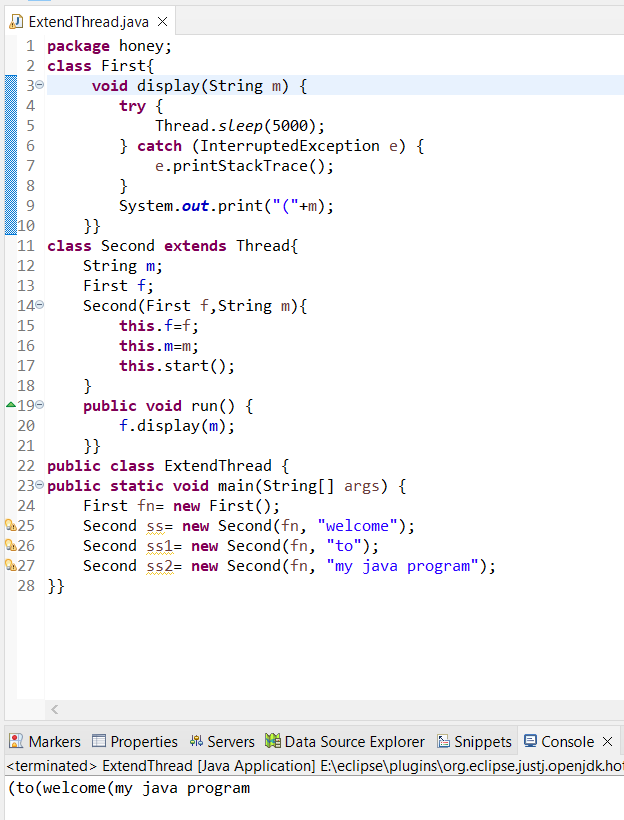 ExtendThread.java
1 package honey;
2 class First{
3 void display(String m) {
4 try {
5 Thread.sleep(5000);
6 } catch (InterruptedException e) {
7 e.printStackTrace();
8 }
9 System.out.print("("+m);
10 }}
11 class Second extends Thread{
12 String m;
13 First f;
14 Second(First f,String m){
15 this.f=f;
16 this.m=m;
17 this.start();
18 }
19 public void run() {
20 f.display(m);
21 }}
22 public class ExtendThread {
23 public static void main(String[] args) {
24 First fn= new First();
25 Second ss= new Second(fn, "welcome");
26 Second ss1= new Second(fn, "to");
27 Second ss2= new Second(fn, "my java program");
28 }}
Markers Properties Servers Data Source Explorer Snippets Console
<terminated> ExtendThread [Java Application] E:\eclipse\plugins\org.eclipse.justj.openjdk.hot
(to(welcome(my java program